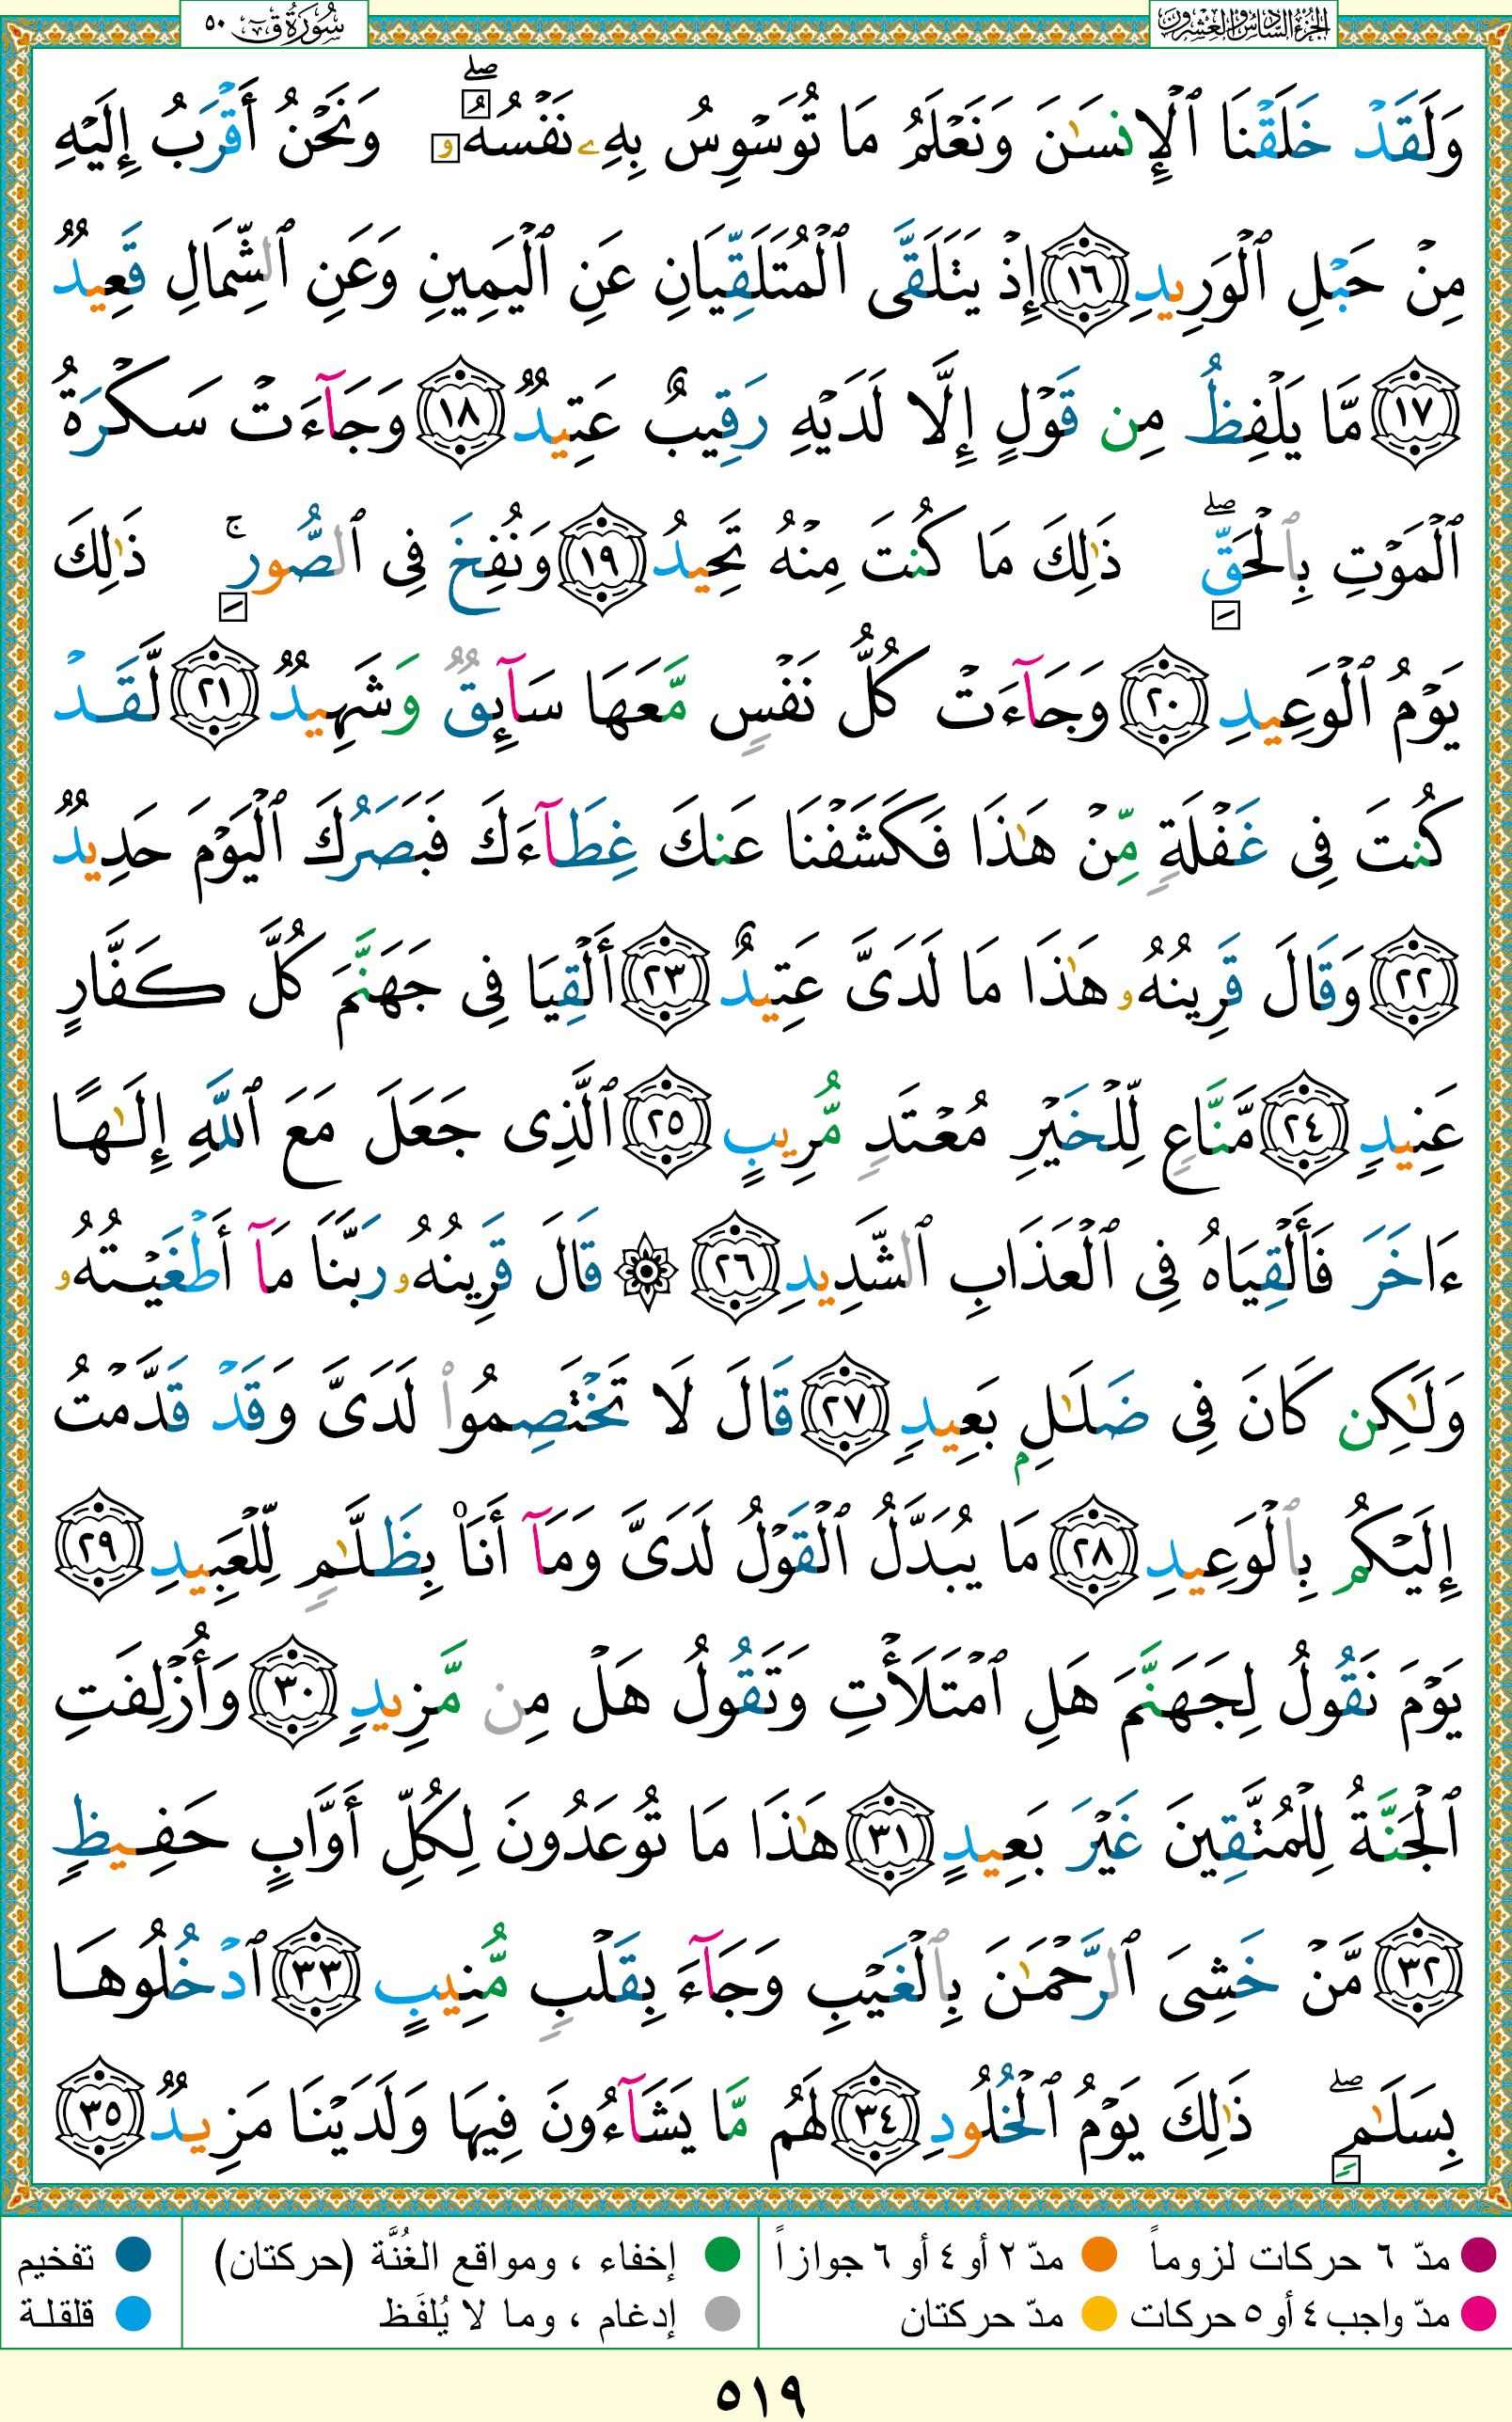 الجزء السادس والعشرون
سورة ق ٥٠
وَلَقَدْ خَلَقْنَا ٱلْإِنسَـٰنَ وَنَعْلَمُ مَا تُوَسْوِسُ بِهِۦ نَفْسُهُۥ ۖ وَنَحْنُ أَقْرَبُ إِلَيْهِ
مِنْ حَبْلِ ٱلْوَرِيدِ ١٦ إِذْ يَتَلَقَّى ٱلْمُتَلَقِّيَانِ عَنِ ٱلْيَمِينِ وَعَنِ ٱلشِّمَالِ قَعِيدٌ
١٧ مَّا يَلْفِظُ مِن قَوْلٍ إِلَّا لَدَيْهِ رَقِيبٌ عَتِيدٌ ١٨ وَجَآءَتْ سَكْرَةُ
ٱلْمَوْتِ بِٱلْحَقِّ ۖ ذَٰلِكَ مَا كُنتَ مِنْهُ تَحِيدُ ١٩ وَنُفِخَ فِى ٱلصُّورِ ۚ ذَٰلِكَ
يَوْمُ ٱلْوَعِيدِ ٢٠ وَجَآءَتْ كُلُّ نَفْسٍ مَّعَهَا سَآئِقٌ وَشَهِيدٌ ٢١ لَّقَدْ
كُنتَ فِى غَفْلَةٍ مِّنْ هَـٰذَا فَكَشَفْنَا عَنكَ غِطَآءَكَ فَبَصَرُكَ ٱلْيَوْمَ حَدِيدٌ
٢٢ وَقَالَ قَرِينُهُۥ هَـٰذَا مَا لَدَىَّ عَتِيدٌ ٢٣ أَلْقِيَا فِى جَهَنَّمَ كُلَّ كَفَّارٍ
عَنِيدٍ ٢٤ مَّنَّاعٍ لِّلْخَيْرِ مُعْتَدٍ مُّرِيبٍ ٢٥ ٱلَّذِى جَعَلَ مَعَ ٱللَّهِ إِلَـٰهًا
ءَاخَرَ فَأَلْقِيَاهُ فِى ٱلْعَذَابِ ٱلشَّدِيدِ ٢٦ ۞ قَالَ قَرِينُهُۥ رَبَّنَا مَآ أَطْغَيْتُهُۥ
وَلَـٰكِن كَانَ فِى ضَلَـٰلٍۭ بَعِيدٍ ٢٧ قَالَ لَا تَخْتَصِمُوا۟ لَدَىَّ وَقَدْ قَدَّمْتُ
إِلَيْكُم بِٱلْوَعِيدِ ٢٨ مَا يُبَدَّلُ ٱلْقَوْلُ لَدَىَّ وَمَآ أَنَا۠ بِظَلَّـٰمٍ لِّلْعَبِيدِ ٢٩
يَوْمَ نَقُولُ لِجَهَنَّمَ هَلِ ٱمْتَلَأْتِ وَتَقُولُ هَلْ مِن مَّزِيدٍ ٣٠ وَأُزْلِفَتِ
ٱلْجَنَّةُ لِلْمُتَّقِينَ غَيْرَ بَعِيدٍ ٣١ هَـٰذَا مَا تُوعَدُونَ لِكُلِّ أَوَّابٍ حَفِيظٍ
٣٢ مَّنْ خَشِىَ ٱلرَّحْمَـٰنَ بِٱلْغَيْبِ وَجَآءَ بِقَلْبٍ مُّنِيبٍ ٣٣ ٱدْخُلُوهَا
بِسَلَـٰمٍ ۖ ذَٰلِكَ يَوْمُ ٱلْخُلُودِ ٣٤ لَهُم مَّا يَشَآءُونَ فِيهَا وَلَدَيْنَا مَزِيدٌ ٣٥
مدّ ٦ حركات لزوماً مدّ ٢ أو ٤ أو ٦ جوازاً إخفاء ، ومواقع الغُنَّة (حركتان) تفخيم
مدّ واجب ٤ أو ٥ حركات مدّ حركتان إدغام ، وما لا يُلفَظ قلقلة
٥١٩